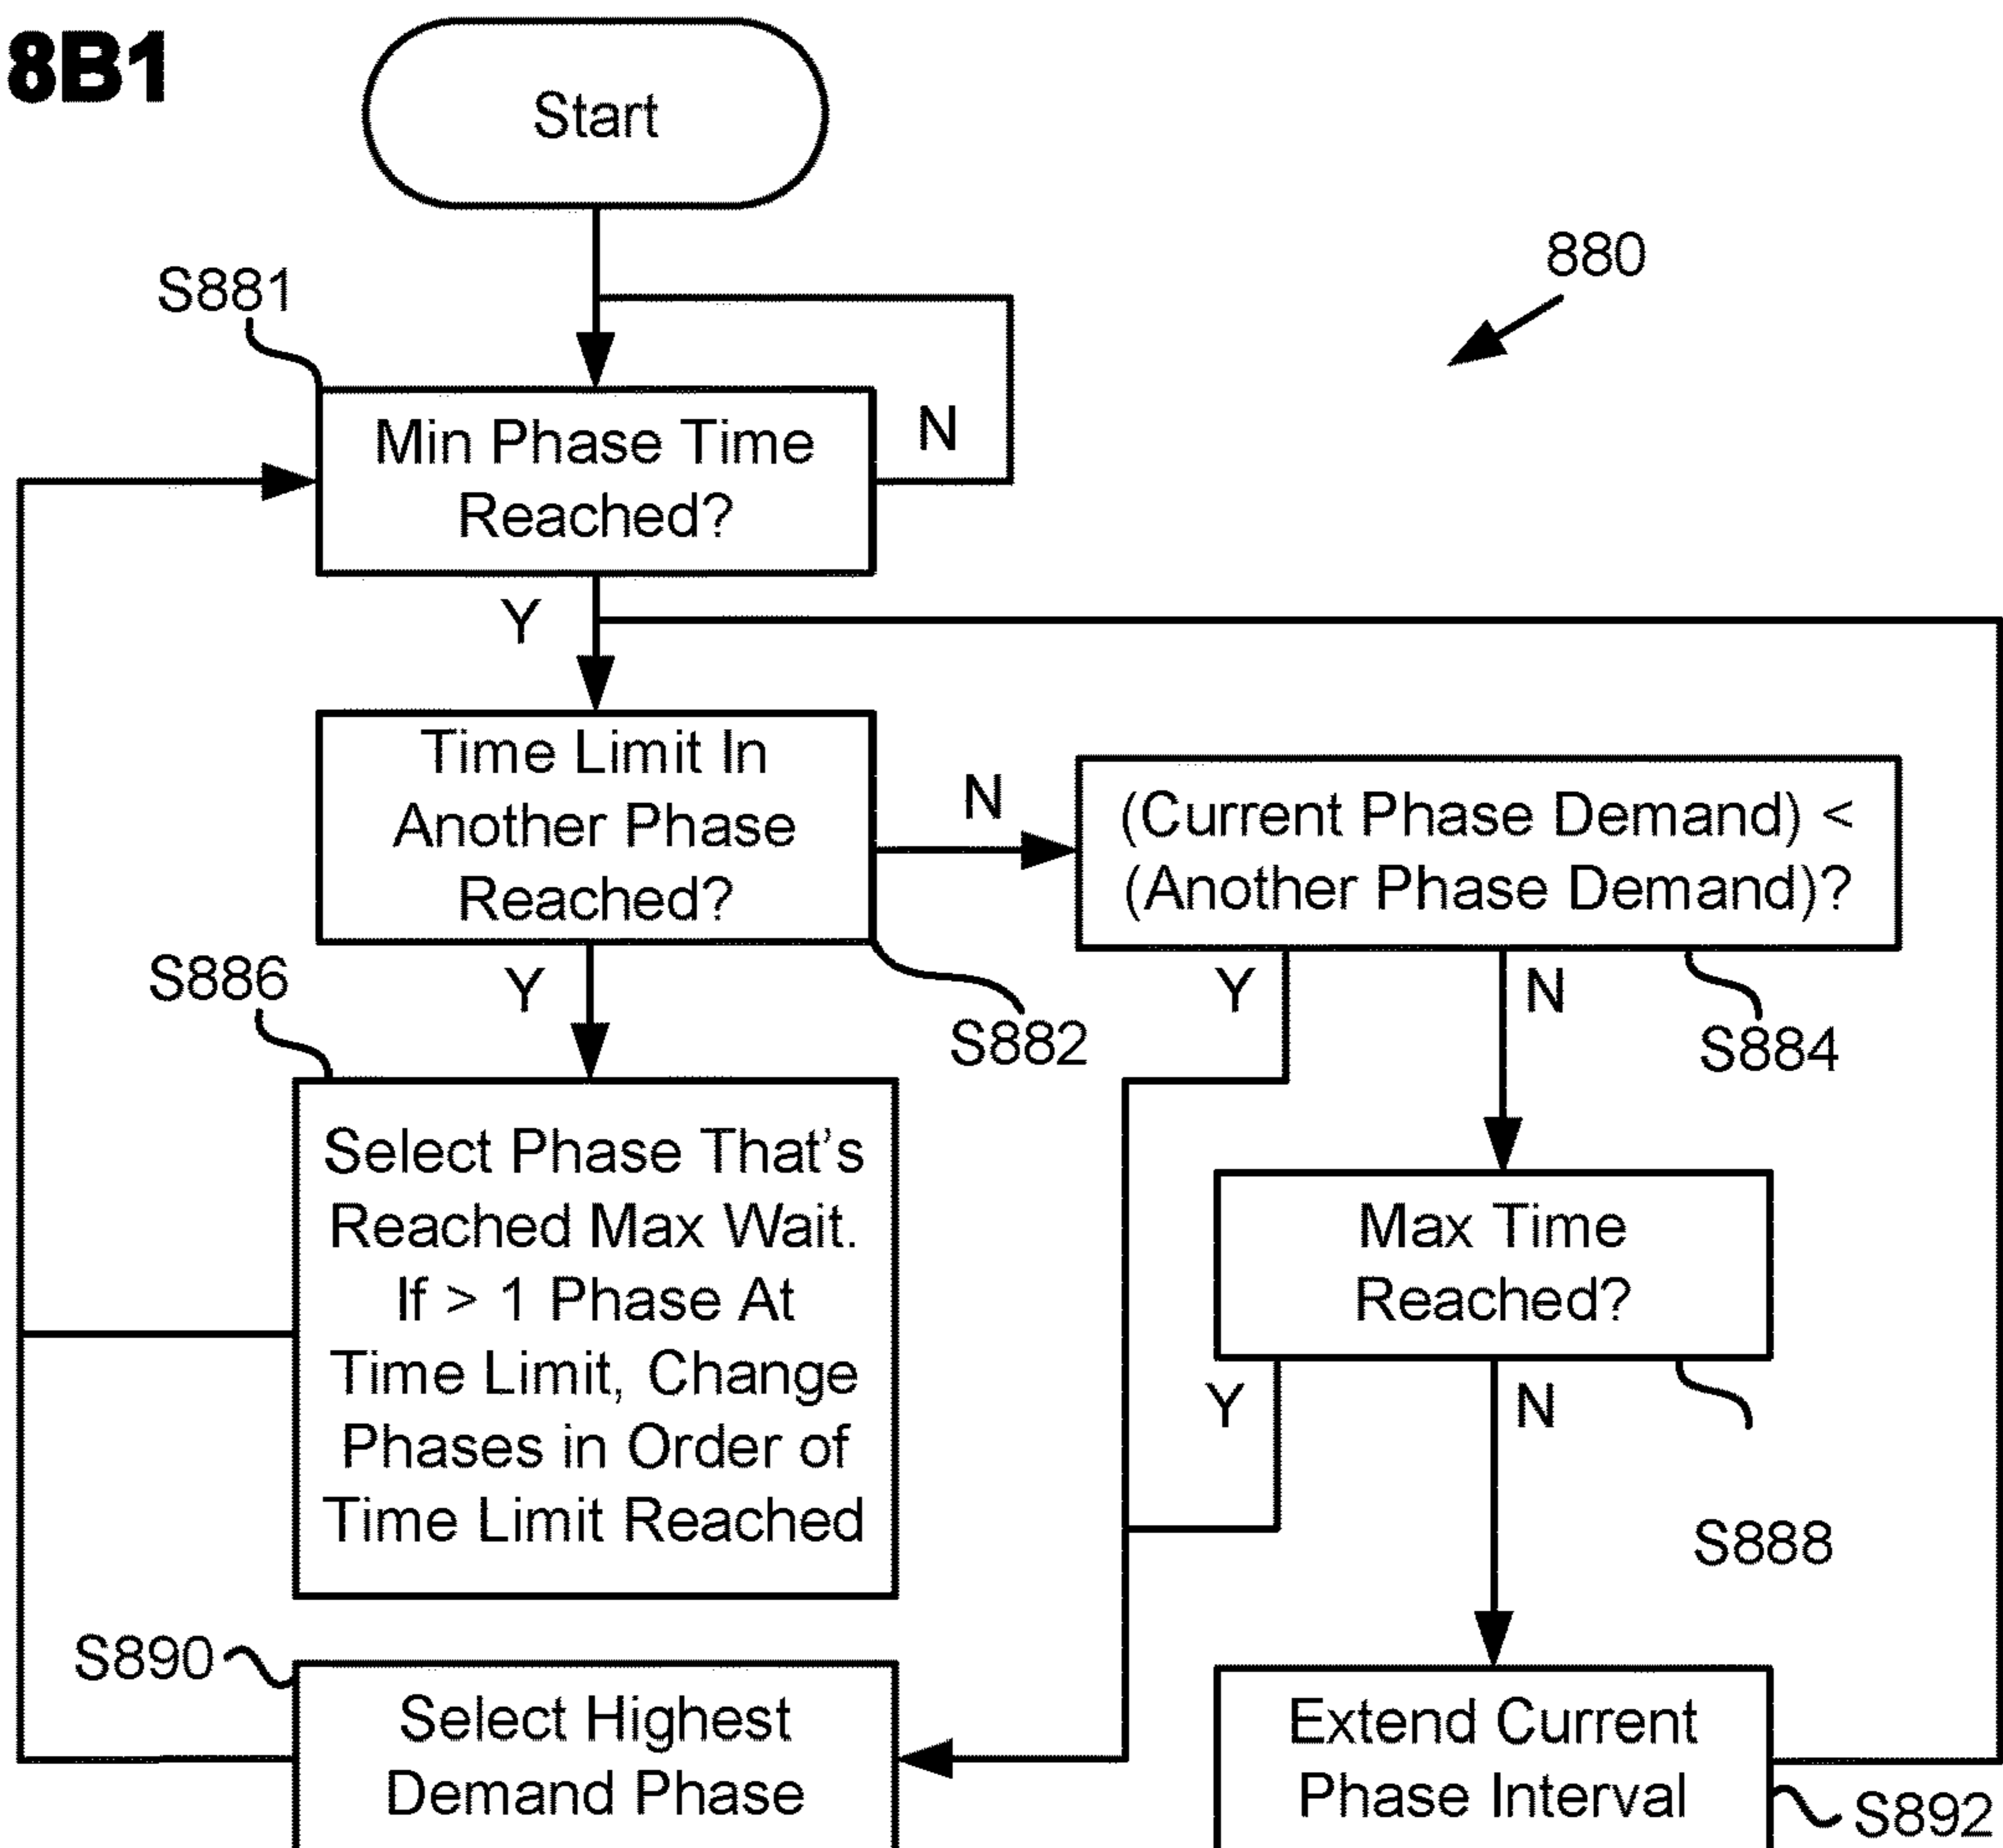 8B1
Start
880
S881
Min Phase Time
Reached?
N
Y
Time Limit In
Another Phase
Reached?
N
(Current Phase Demand) <
(Another Phase Demand)?
S886
Y
S882
Y
N
S884
Select Phase That's
Reached Max Wait.
If > 1 Phase At
Time Limit, Change
Phases in Order of
Time Limit Reached
Max Time
Reached?
Y
N
S888
S890
Select Highest
Demand Phase
Extend Current
Phase Interval
S892